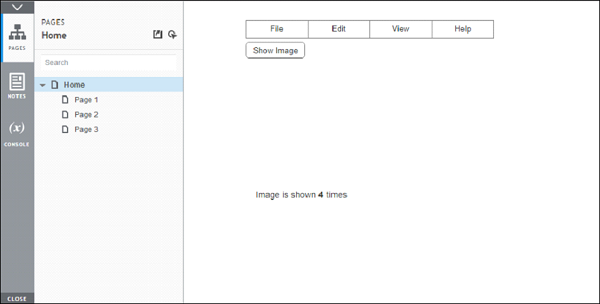 PAGES
NOTES
(x)
CONSOLE
CLOSE
PAGES
Home
Search
Home
Page 1
Page 2
Page 3
File Edit View Help
Show Image
Image is shown 4 times